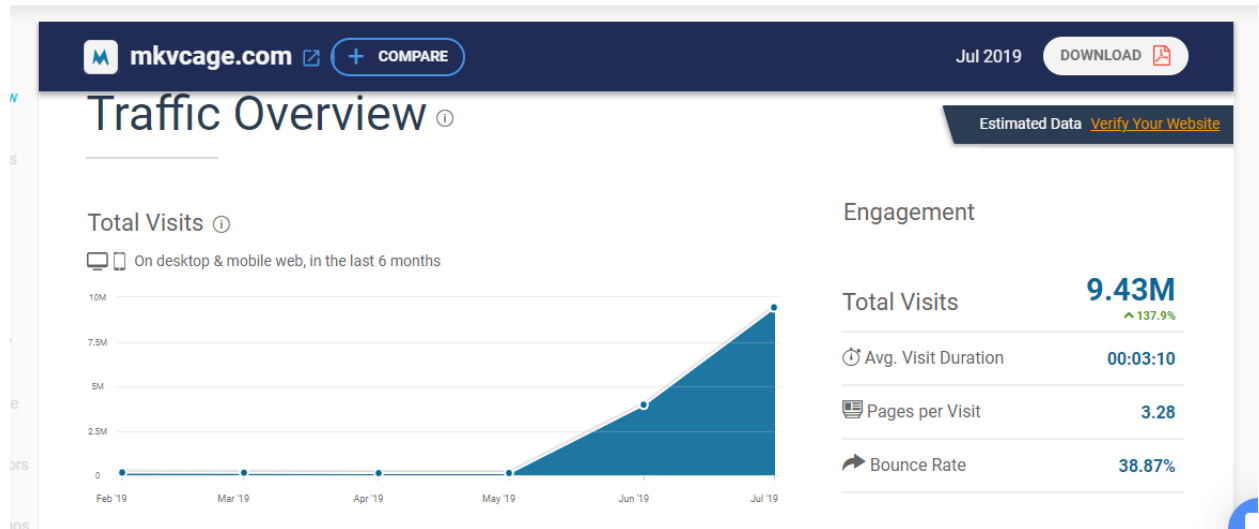 mkvcage.com + COMPARE Jul 2019 DOWNLOAD
Traffic Overview
Estimated Data Verify Your Website
Total Visits
On desktop & mobile web, in the last 6 months
10M
7.5M
5M
2.5M
0
Feb '19 Mar '19 Apr '19 May '19 Jun '19 Jul '19
Engagement
Total Visits 9.43M
137.9%
Avg. Visit Duration 00:03:10
Pages per Visit 3.28
Bounce Rate 38.87%